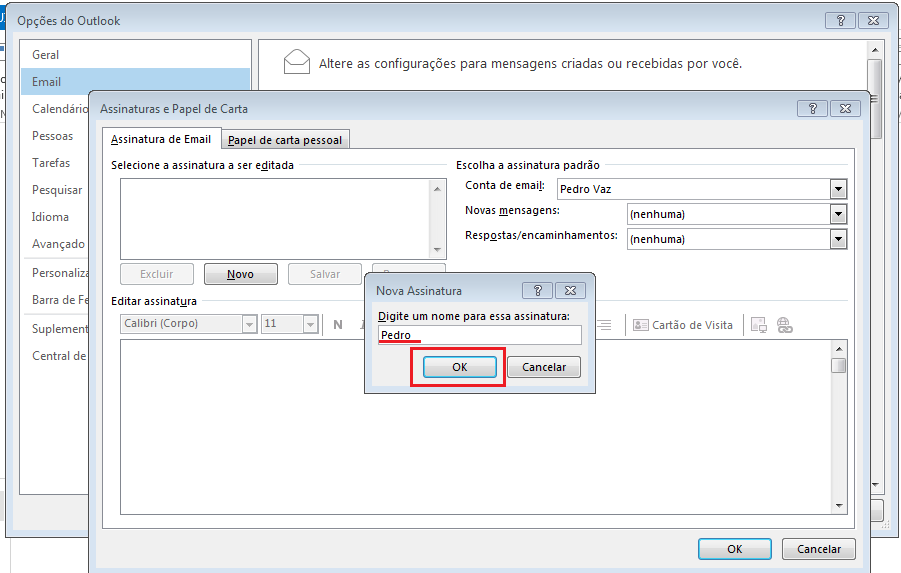 Opções do Outlook
Geral
Altere as configurações para mensagens criadas ou recebidas por você.
Email
Calendário
Pessoas
Tarefas
Pesquisar
Idioma
Avançado
Personaliza
Barra de Fe
Suplement
Central de
Assinaturas e Papel de Carta
Assinatura de Email
Papel de carta pessoal
Selecione a assinatura a ser editada
Excluir
Novo
Salvar
Escolha a assinatura padrão
Conta de email:
Pedro Vaz
Novas mensagens:
(nenhuma)
Respostas/encaminhamentos:
(nenhuma)
Editar assinatura
Calibri (Corpo)
11
N
Cartão de Visita
Nova Assinatura
Digite um nome para essa assinatura:
Pedro
OK
Cancelar
OK
Cancelar